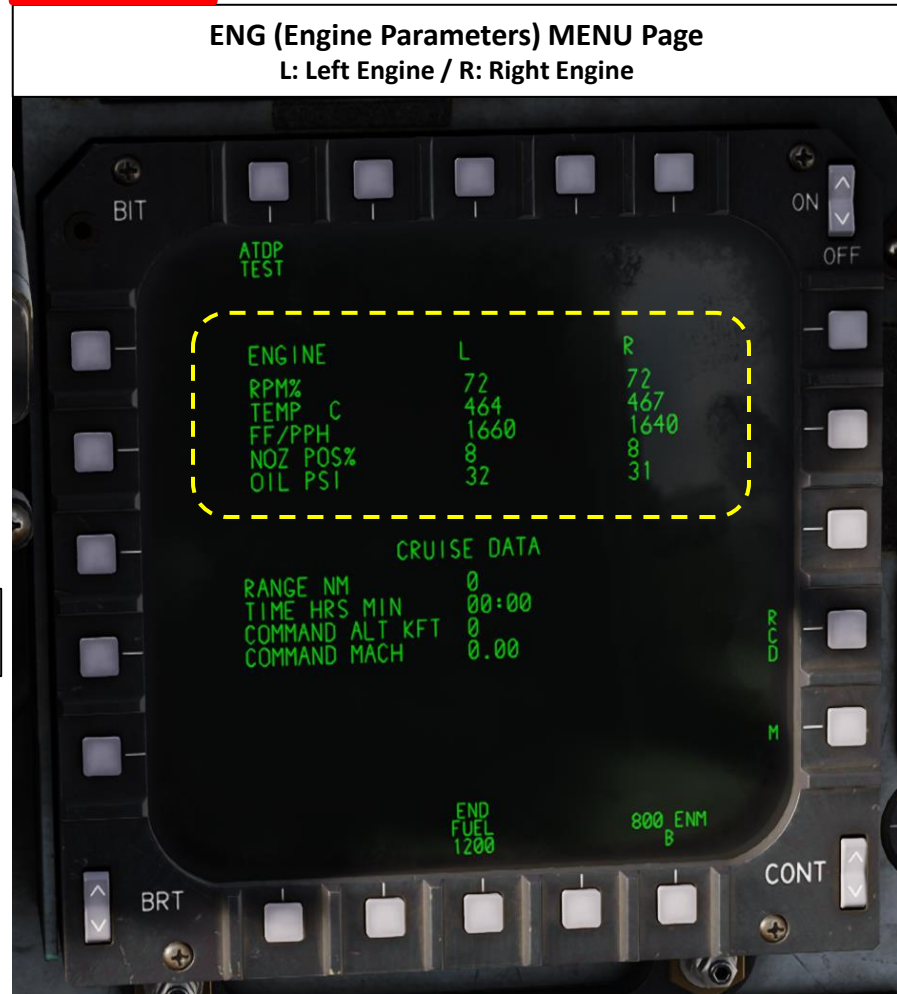 ENG (Engine Parameters) MENU Page
L: Left Engine / R: Right Engine
BIT
ON
OFF
ATDP
TEST
ENGINE L R
RPM% 72 72
TEMP C 464 467
FF/PPH 1660 1640
NOZ POS% 8 8
OIL PSI 32 31
CRUISE DATA
RANGE NM 0
TIME HRS MIN 00:00
COMMAND ALT KFT 0
COMMAND MACH 0.00
RCD
M
END
FUEL
1200
800 ENM
B
BRT
CONT